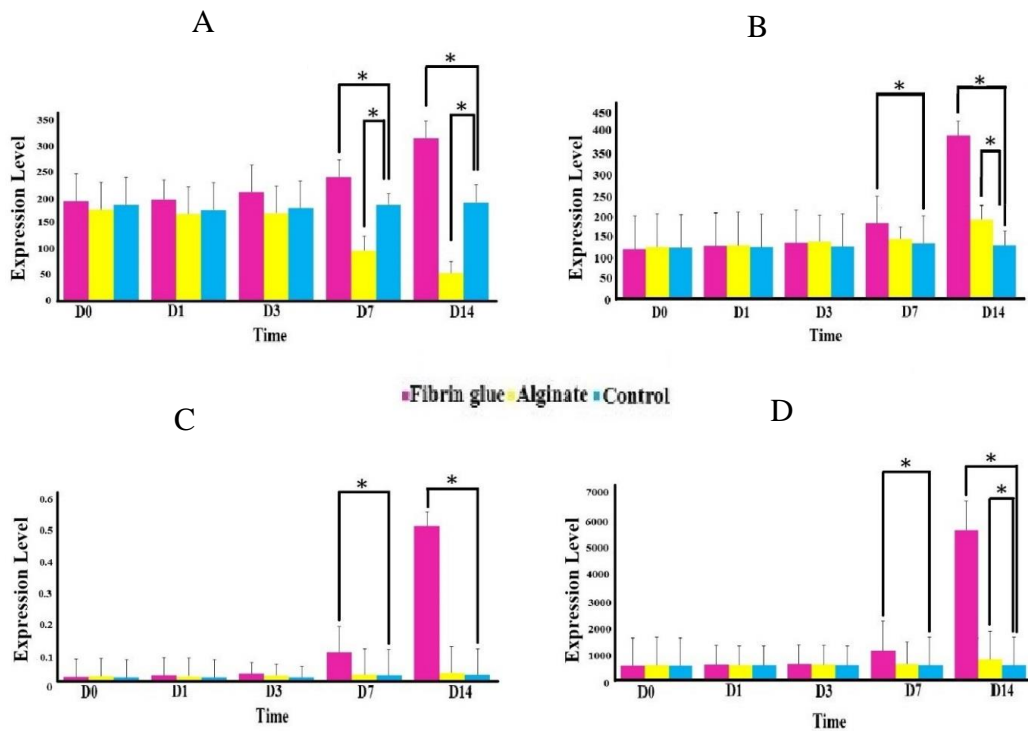 A
B
Expression Level
350
300
250
200
150
100
50
0
* * * *
D0 D1 D3 D7 D14
Time
Expression Level
450
400
350
300
250
200
150
100
50
0
* * *
D0 D1 D3 D7 D14
Time
Fibrin glue Alginate Control
C
D
Expression Level
0.6
0.5
0.4
0.3
0.2
0.1
0
* *
D0 D1 D3 D7 D14
Time
Expression Level
7000
6000
5000
4000
3000
2000
1000
0
* * *
D0 D1 D3 D7 D14
Time